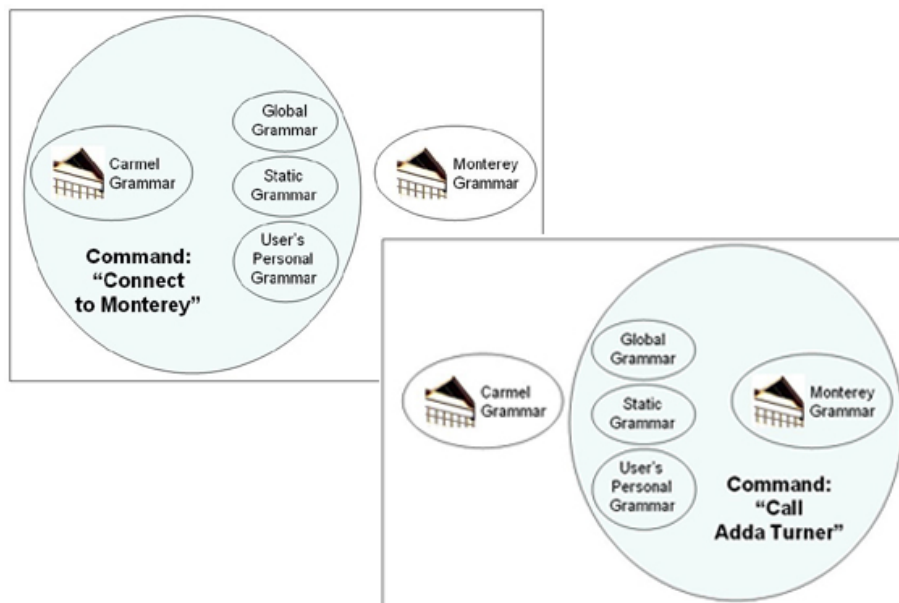 Global
Grammar
Carmel
Grammar
Static
Grammar
Monterey
Grammar
User's
Personal
Grammar
Command:
“Connect
to Monterey”
Global
Grammar
Carmel
Grammar
Static
Grammar
Monterey
Grammar
User's
Personal
Grammar
Command:
“Call
Adda Turner”